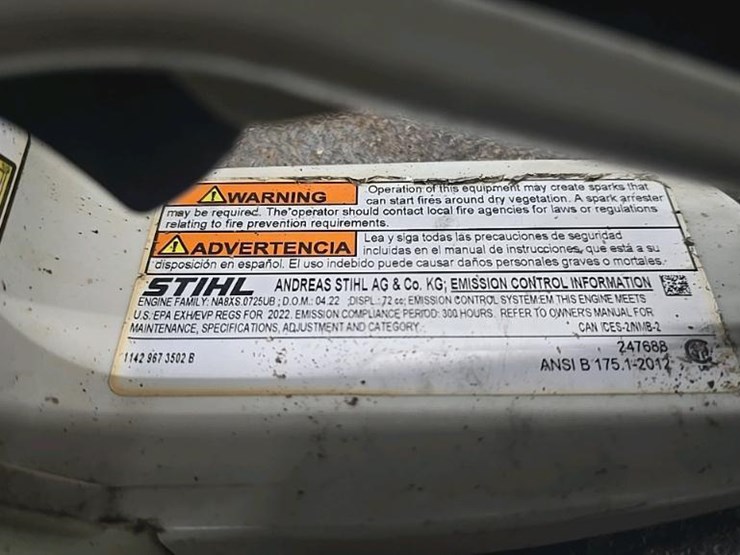 WARNING
Operation of this equipment may create sparks that
can start fires around dry vegetation. A spark arrester
may be required. The operator should contact local fire agencies for laws or regulations
relating to fire prevention requirements.
ADVERTENCIA
Lea y siga todas las precauciones de seguridad
incluidas en el manual de instrucciones, que está a su
disposición en español. El uso indebido puede causar daños personales graves o mortales.
STIHL ANDREAS STIHL AG & Co. KG; EMISSION CONTROL INFORMATION
ENGINE FAMILY: NA8XS.0725UB ; D.O.M.: 04.22 ;DISPL.: 72 cc; EMISSION CONTROL SYSTEM:EM THIS ENGINE MEETS
U.S. EPA EXH/EVP REGS FOR 2022. EMISSION COMPLIANCE PERIOD: 300 HOURS. REFER TO OWNER'S MANUAL FOR
MAINTENANCE, SPECIFICATIONS, ADJUSTMENT AND CATEGORY. CAN ICES-2/NMB-2
1142 967 3502 B
247688
ANSI B 175.1-2012